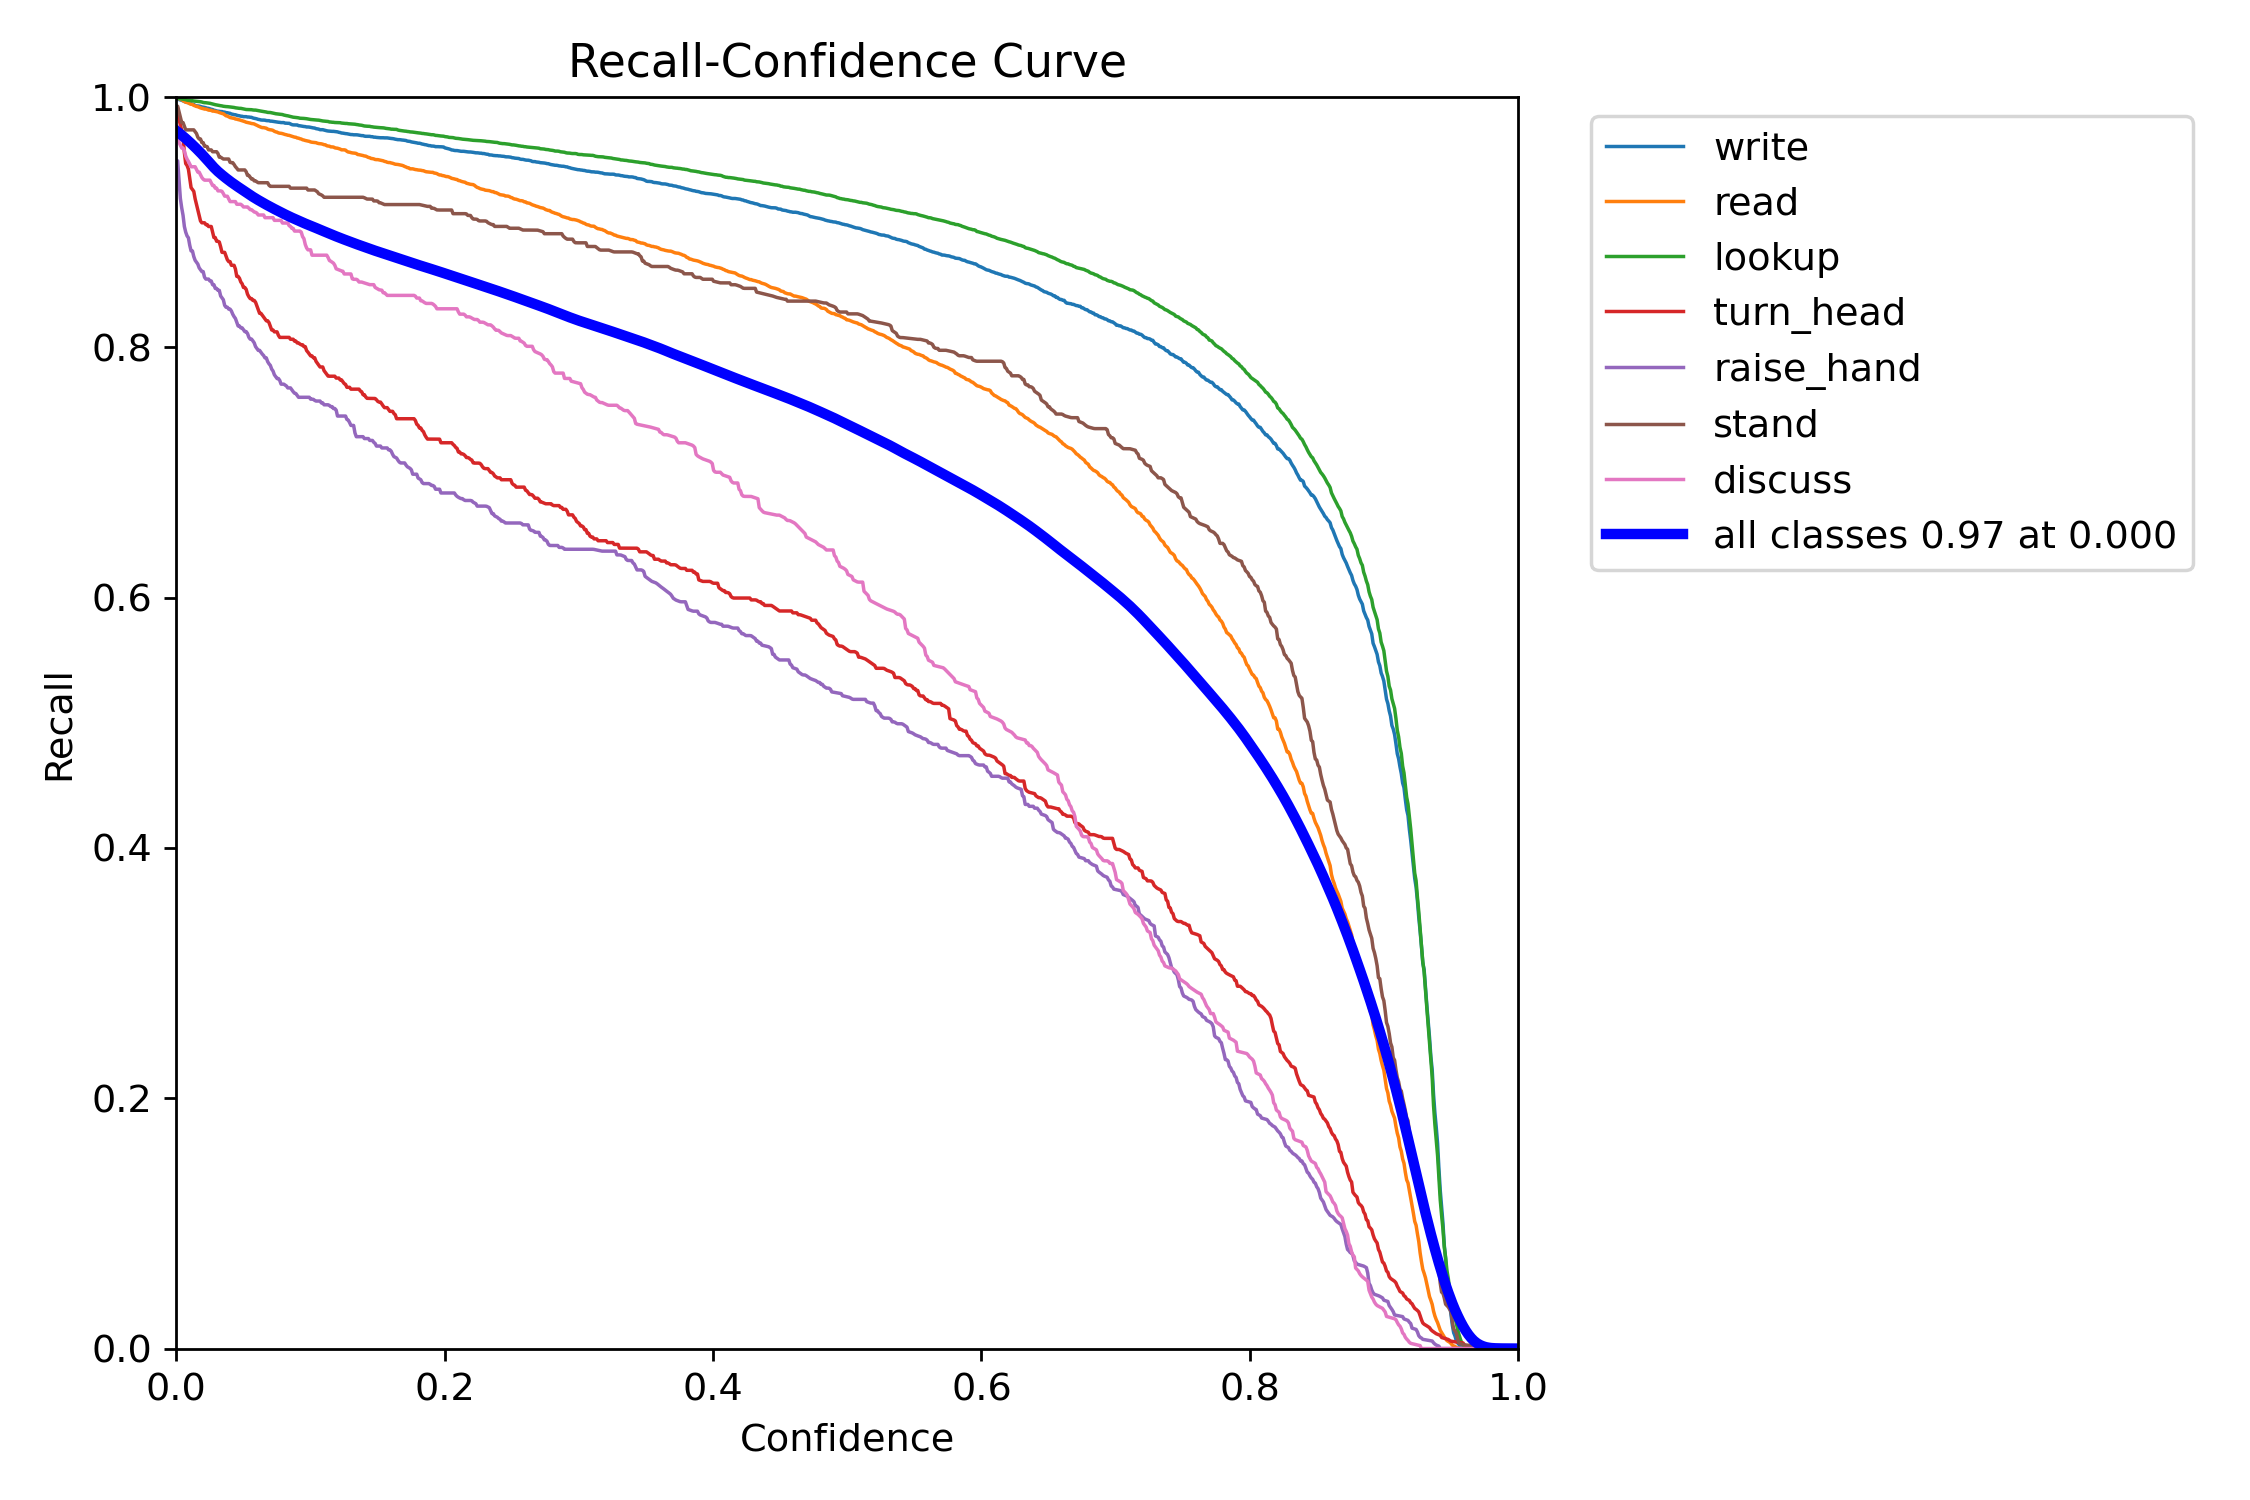 Recall-Confidence Curve
1.0
0.8
0.6
0.4
0.2
0.0
Recall
0.0 0.2 0.4 0.6 0.8 1.0
Confidence
write
read
lookup
turn_head
raise_hand
stand
discuss
all classes 0.97 at 0.000